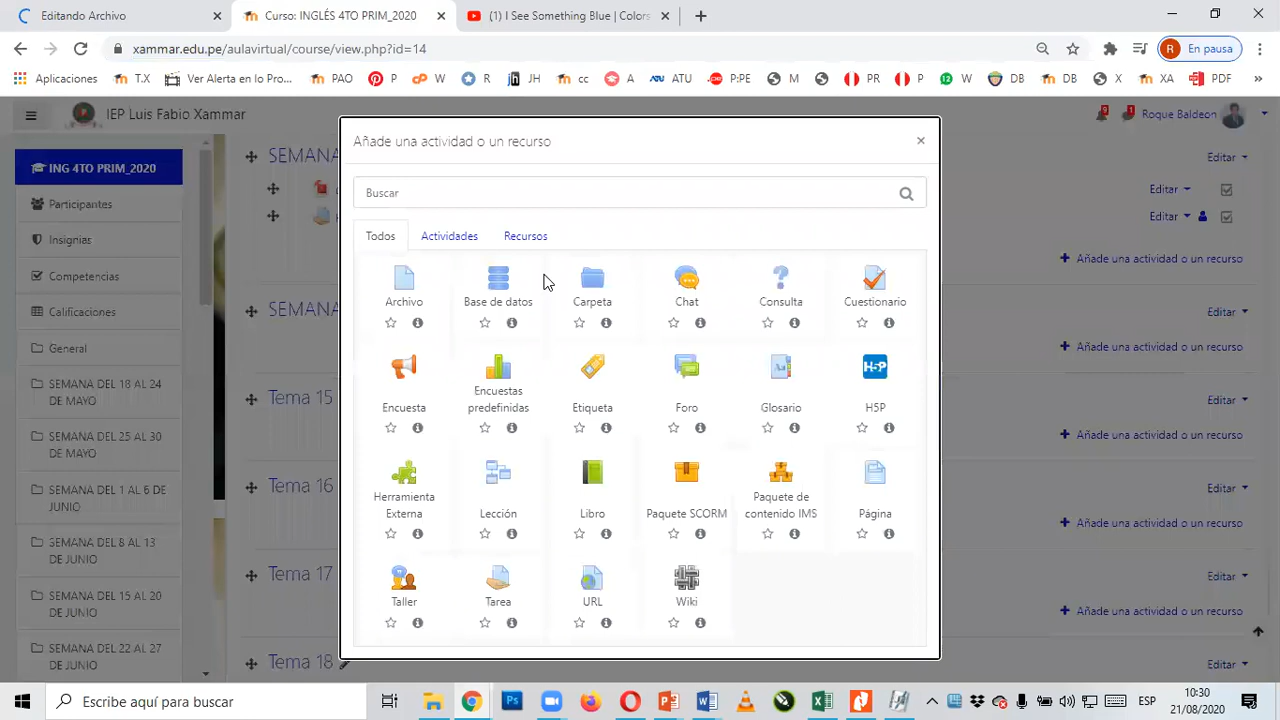 Editando Archivo
Curso: INGLÉS 4TO PRIM_2020
(1) I See Something Blue | Colors
xammar.edu.pe/aulavirtual/course/view.php?id=14
R En pausa
Aplicaciones T.X Ver Alerta en lo Pro... PAO P W R JH cc A ATU P:PE M PR P W DB DB X XA PDF »
IEP Luis Fabio Xammar
Roque Baldeon
Añade una actividad o un recurso
ING 4TO PRIM_2020
SEMANA
Editar
Buscar
Participantes
Editar
Insignias
Todos Actividades Recursos
Editar
Añade una actividad o un recurso
Competencias
Archivo Base de datos Carpeta Chat Consulta Cuestionario
Calificaciones
SEMANA
Editar
General
Añade una actividad o un recurso
SEMANA DEL 18 AL 24
DE MAYO
Tema 15
Encuesta Encuestas
predefinidas Etiqueta Foro Glosario H5P
Editar
Añade una actividad o un recurso
SEMANA DEL 25 AL 30
DE MAYO
SEMANA DEL 1 AL 6 DE
JUNIO
Tema 16
Herramienta
Externa Lección Libro Paquete SCORM Paquete de
contenido IMS Página
Editar
Añade una actividad o un recurso
SEMANA DEL 8 AL 13
DE JUNIO
Tema 17
Editar
SEMANA DEL 15 AL 20
DE JUNIO
Taller Tarea URL Wiki
Añade una actividad o un recurso
SEMANA DEL 22 AL 27
DE JUNIO
Tema 18
Editar
Escribe aquí para buscar
ESP
10:30
21/08/2020